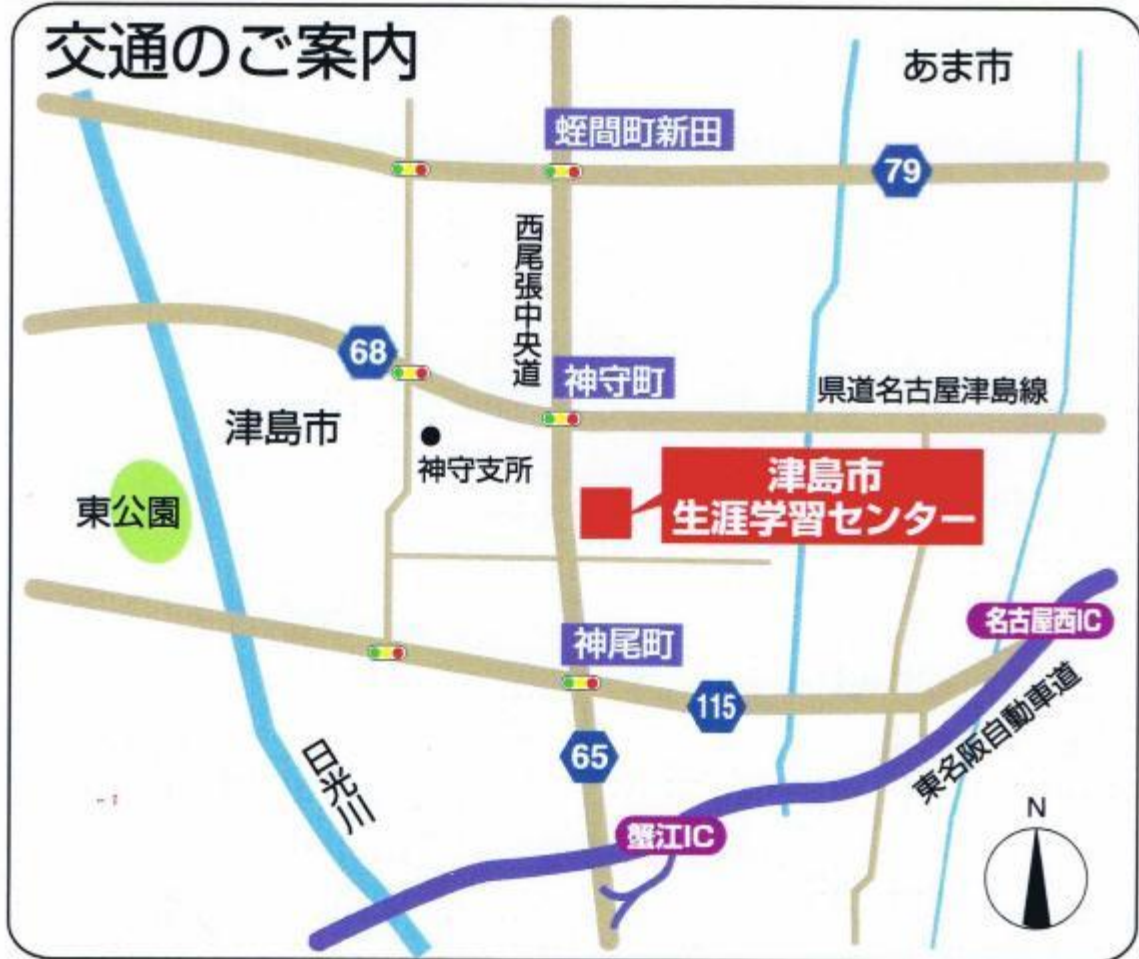 交通のご案内
あま市
蛭間町新田
79
西尾張中央道
68
神守町
県道名古屋津島線
津島市
神守支所
津島市
生涯学習センター
東公園
名古屋西IC
神尾町
115
65
東名阪自動車道
日光川
蟹江IC
N